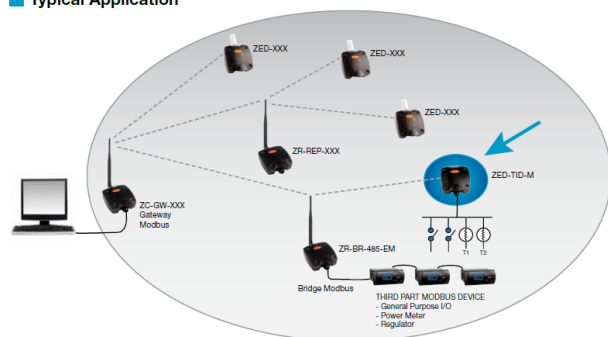 Typical Application
ZED-XXX
ZED-XXX
ZED-XXX
ZR-REP-XXX
ZED-TID-M
ZC-GW-XXX
Gateway
Modbus
T1
T2
ZR-BR-485-EM
Bridge Modbus
THIRD PART MODBUS DEVICE
- General Purpose I/O
- Power Meter
- Regulator